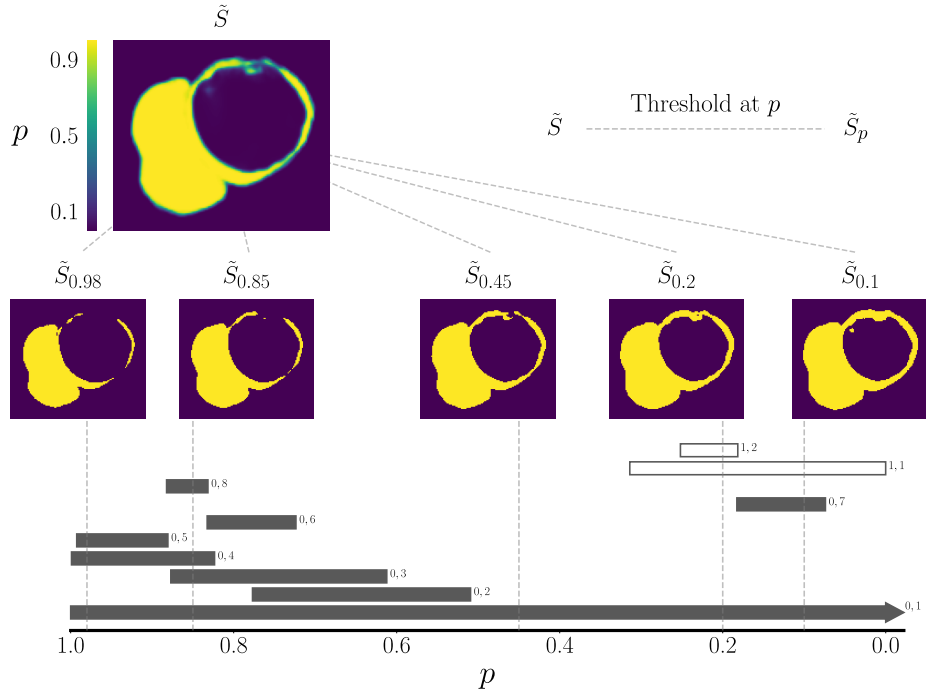 S̃
0.9
0.5
0.1
p
Threshold at p
S̃ S̃_p
S̃_0.98 S̃_0.85 S̃_0.45 S̃_0.2 S̃_0.1
1, 2
1, 1
0, 8
0, 7
0, 6
0, 5
0, 4
0, 3
0, 2
0, 1
1.0 0.8 0.6 0.4 0.2 0.0
p